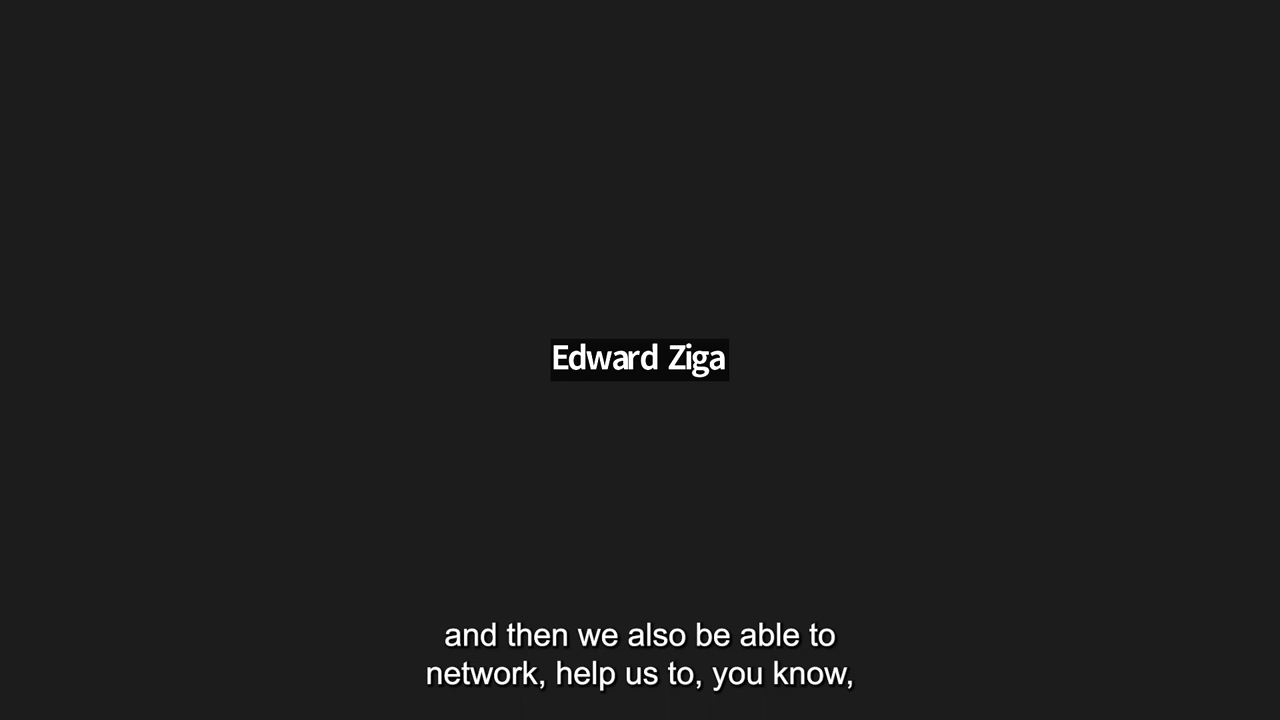 Edward Ziga
and then we also be able to
network, help us to, you know,